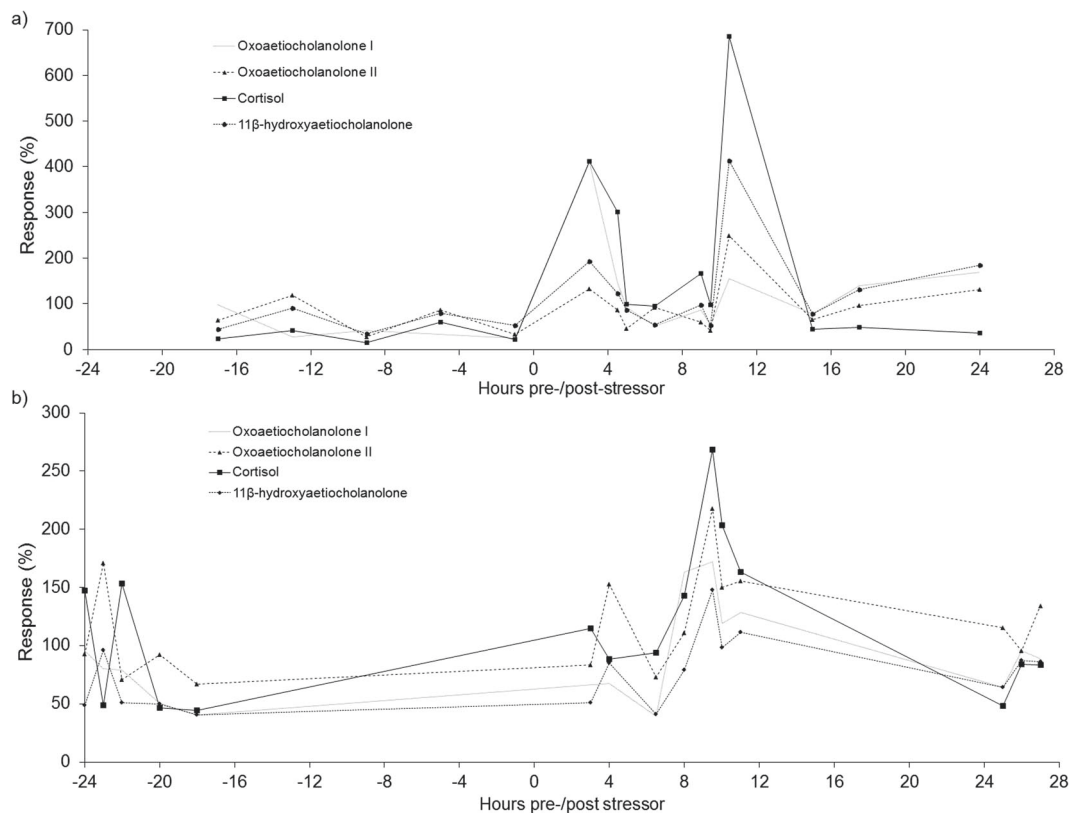 a)
700
600
500
400
300
200
100
0
Response (%)
Oxoaetiocholanolone I
Oxoaetiocholanolone II
Cortisol
11β-hydroxyaetiocholanolone
-24 -20 -16 -12 -8 -4 0 4 8 12 16 20 24 28
Hours pre-/post-stressor
b)
300
250
200
150
100
50
0
Response (%)
Oxoaetiocholanolone I
Oxoaetiocholanolone II
Cortisol
11β-hydroxyaetiocholanolone
-24 -20 -16 -12 -8 -4 0 4 8 12 16 20 24 28
Hours pre-/post stressor